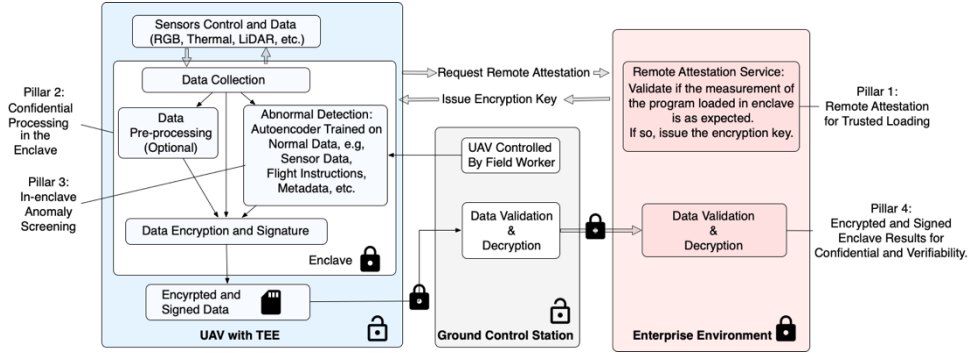 Sensors Control and Data
(RGB, Thermal, LiDAR, etc.)
Data Collection
Data
Pre-processing
(Optional)
Abnormal Detection:
Autoencoder Trained on
Normal Data, e.g,
Sensor Data,
Flight Instructions,
Metadata, etc.
Data Encryption and Signature
Enclave
Encyrpted and
Signed Data
UAV with TEE
Pillar 2:
Confidential
Processing
in the
Enclave
Pillar 3:
In-enclave
Anomaly
Screening
Request Remote Attestation
Issue Encryption Key
UAV Controlled
By Field Worker
Data Validation
&
Decryption
Ground Control Station
Remote Attestation Service:
Validate if the measurement of
the program loaded in enclave
is as expected.
If so, issue the encryption key.
Data Validation
&
Decryption
Enterprise Environment
Pillar 1:
Remote Attestation
for Trusted Loading
Pillar 4:
Encrypted and Signed
Enclave Results for
Confidential and Verifiability.